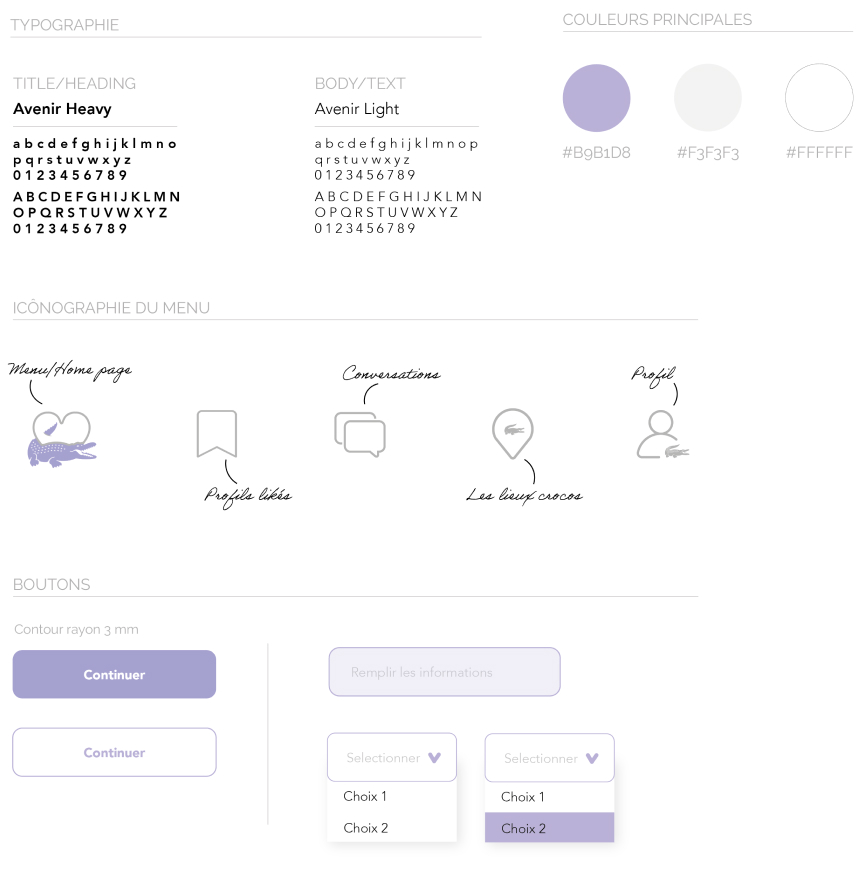 TYPOGRAPHIE
COULEURS PRINCIPALES
TITLE/HEADING
Avenir Heavy
a b c d e f g h i j k l m n o
p q r s t u v w x y z
0 1 2 3 4 5 6 7 8 9
A B C D E F G H I J K L M N
O P Q R S T U V W X Y Z
0 1 2 3 4 5 6 7 8 9
BODY/TEXT
Avenir Light
a b c d e f g h i j k l m n o p
q r s t u v w x y z
0 1 2 3 4 5 6 7 8 9
A B C D E F G H I J K L M N
O P Q R S T U V W X Y Z
0 1 2 3 4 5 6 7 8 9
#B9B1D8
#F3F3F3
#FFFFFF
ICÔNOGRAPHIE DU MENU
Menu/Home page
Conversations
Profil
Profils likés
Les lieux crocos
BOUTONS
Contour rayon 3 mm
Continuer
Continuer
Remplir les informations
Selectionner
Choix 1
Choix 2
Selectionner
Choix 1
Choix 2